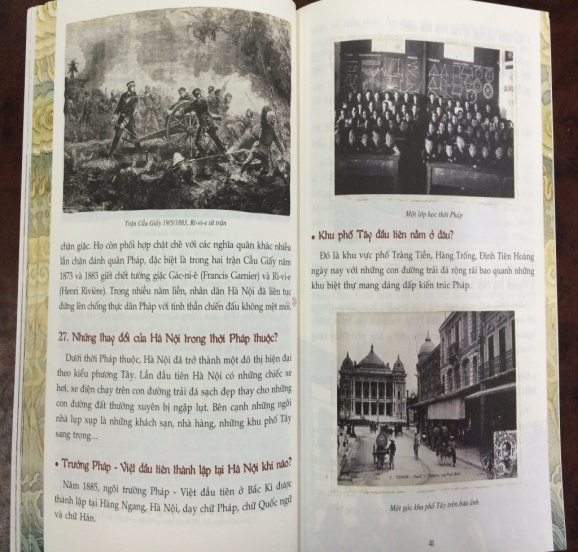 Trận Cầu Giấy 19/5/1883, Ri-vi-e tử trận
chặn giặc. Họ còn phối hợp chặt chẽ với các nghĩa quân khác nhiều
lần chặn đánh quân Pháp, đặc biệt là trong hai trận Cầu Giấy năm
1873 và 1883 giết chết tướng giặc Gác-ni-ê (Francis Garnier) và Ri-vi-e
(Henri Rivière). Trong nhiều năm liền, nhân dân Hà Nội đã liên tục
đứng lên chống thực dân Pháp với tinh thần chiến đấu không mệt mỏi.
27. Những thay đổi của Hà Nội trong thời Pháp thuộc?
Dưới thời Pháp thuộc, Hà Nội đã trở thành một đô thị hiện đại
theo kiểu phương Tây. Lần đầu tiên Hà Nội có những chiếc xe
hơi, xe điện chạy trên con đường trải đá sạch đẹp thay cho những
con đường đất thường xuyên bị ngập lụt. Bên cạnh những ngôi
nhà lụp xụp là những khách sạn, nhà hàng, những khu phố Tây
sang trọng...
• Trường Pháp - Việt đầu tiên thành lập tại Hà Nội khi nào?
Năm 1885, ngôi trường Pháp - Việt đầu tiên ở Bắc Kì được
thành lập tại Hàng Ngang, Hà Nội, dạy chữ Pháp, chữ Quốc ngữ
và chữ Hán.
Một lớp học thời Pháp
• Khu phố Tây đầu tiên nằm ở đâu?
Đó là khu vực phố Tràng Tiền, Hàng Trống, Đinh Tiên Hoàng
ngày nay với những con đường trải đá rộng rãi bao quanh những
khu biệt thự mang dáng dấp kiến trúc Pháp.
Một góc khu phố Tây trên bưu ảnh
41